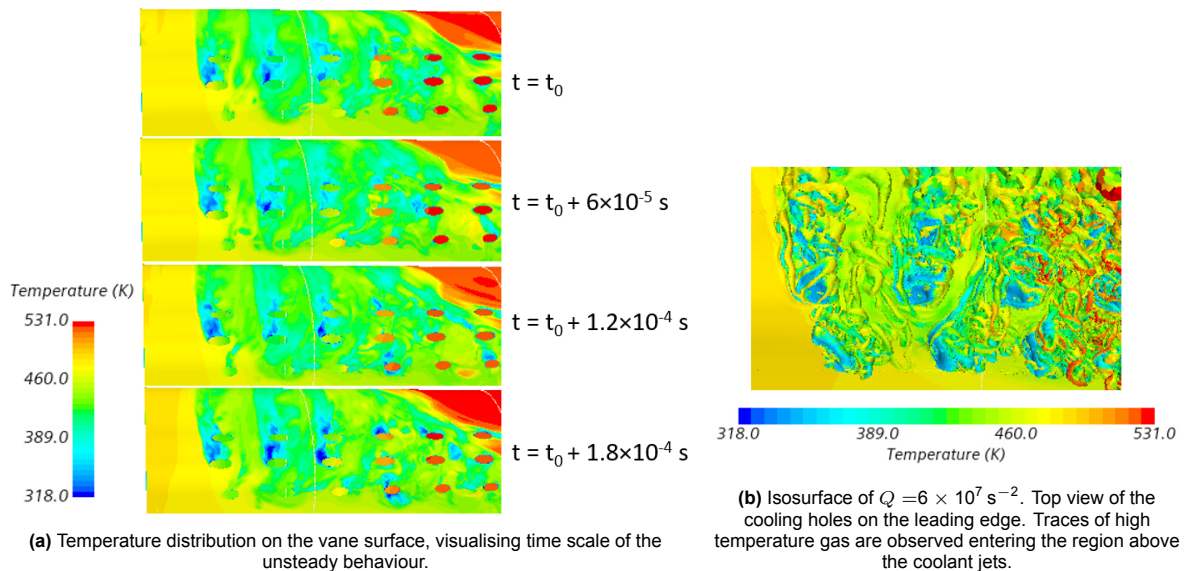 t = t0
t = t0 + 6×10-5 s
t = t0 + 1.2×10-4 s
t = t0 + 1.8×10-4 s
Temperature (K)
531.0
460.0
389.0
318.0
(a) Temperature distribution on the vane surface, visualising time scale of the
unsteady behaviour.
318.0 389.0 460.0 531.0
Temperature (K)
(b) Isosurface of Q =6 × 10⁷ s⁻². Top view of the
cooling holes on the leading edge. Traces of high
temperature gas are observed entering the region above
the coolant jets.